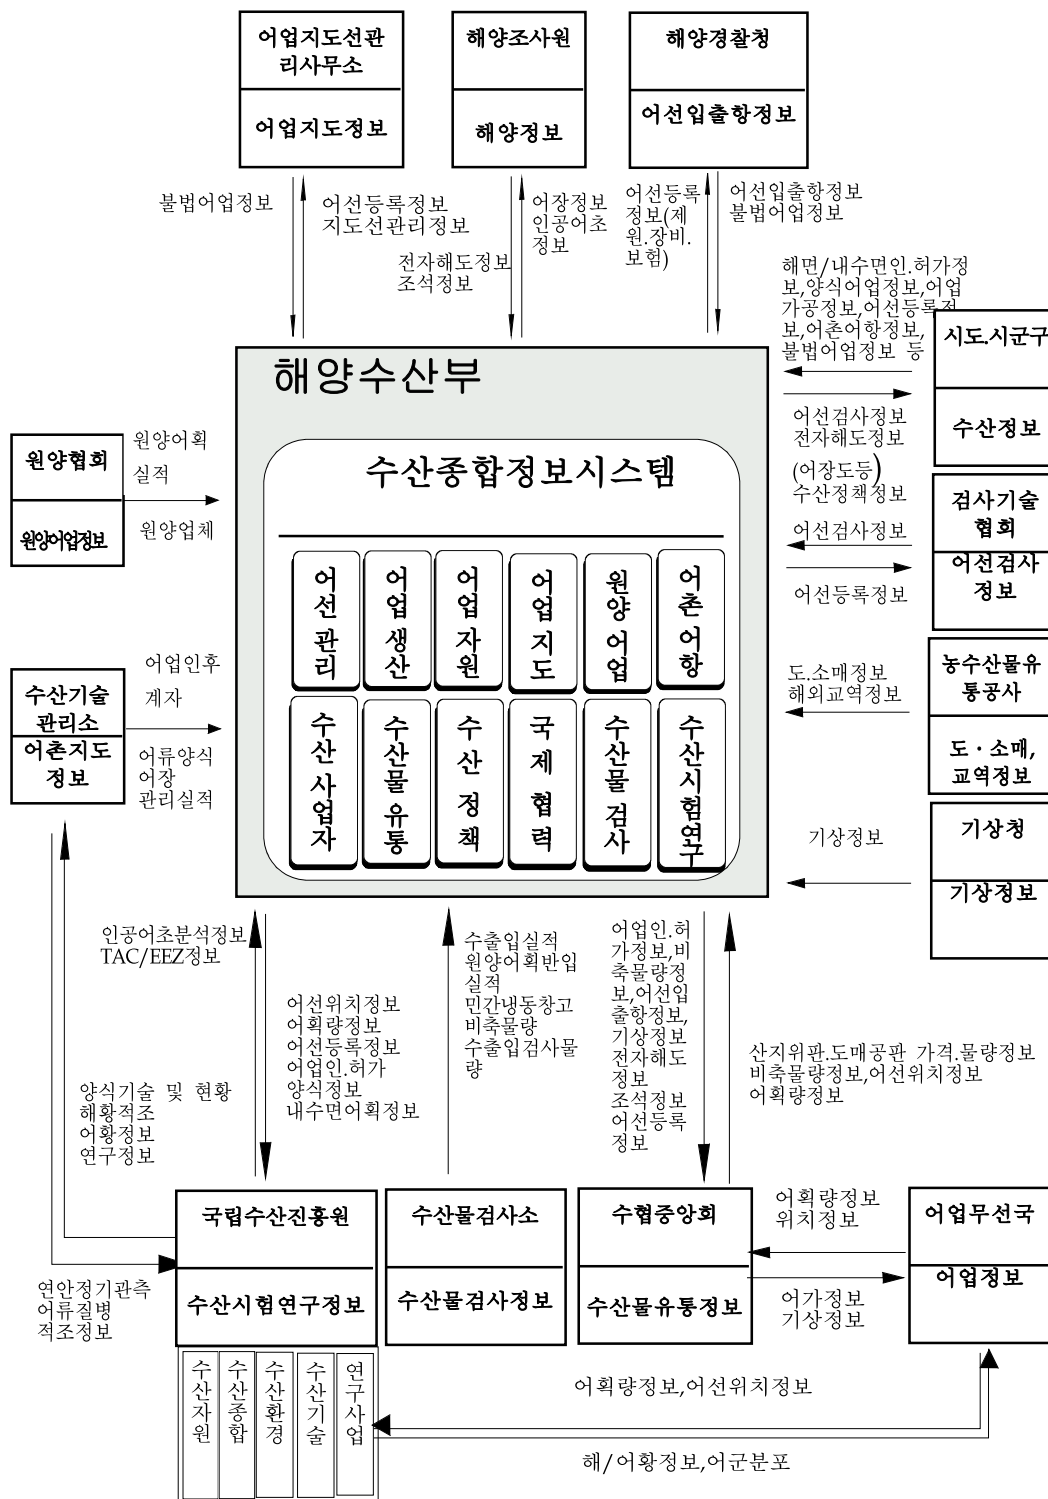 어업지도선관
리사무소
어업지도정보
해양조사원
해양정보
해양경찰청
어선입출항정보
불법어업정보
어선등록정보
지도선관리정보
전자해도정보
조석정보
어장정보
인공어초
정보
어선등록
정보(제
원.장비.
보험)
어선입출항정보
불법어업정보
해면/내수면인.허가정
보,양식어업정보,어업
가공정보,어선등록정
보,어촌어항정보,
불법어업정보 등
시도.시군구
수산정보
어선검사정보
전자해도정보
(어장도등)
수산정책정보
해양수산부
수산종합정보시스템
어선 관리
어업 생산
어업 자원
어업 지도
원양 어업
어촌 어항
수산 사업자
수산물 유통
수산 정책
국제 협력
수산물 검사
수산시험연구
원양협회
원양어업정보
원양어획
실적
원양업체
검사기술
협회
어선검사
정보
어선검사정보
어선등록정보
수산기술
관리소
어촌지도
정보
어업인후
계자
어류양식
어장
관리실적
농수산물유
통공사
도·소매,
교역정보
도.소매정보
해외교역정보
기상청
기상정보
기상정보
인공어초분석정보
TAC/EEZ정보
어선위치정보
어획량정보
어선등록정보
어업인.허가
양식정보
내수면어획정보
수출입실적
원양어획반입
실적
민간냉동창고
비축물량
수출입검사물
량
어업인.허
가정보,비
축물량정
보,어선입
출항정보,
기상정보
전자해도
정보
조석정보
어선등록
정보
산지위판.도매공판 가격.물량정보
비축물량정보,어선위치정보
어획량정보
양식기술 및 현황
해황적조
어황정보
연구정보
연안정기관측
어류질병
적조정보
국립수산진흥원
수산시험연구정보
수산자원
수산종합
수산환경
수산기술
연구사업
수산물검사소
수산물검사정보
수협중앙회
수산물유통정보
어획량정보
위치정보
어가정보
기상정보
어업무선국
어업정보
어획량정보,어선위치정보
해/어황정보,어군분포